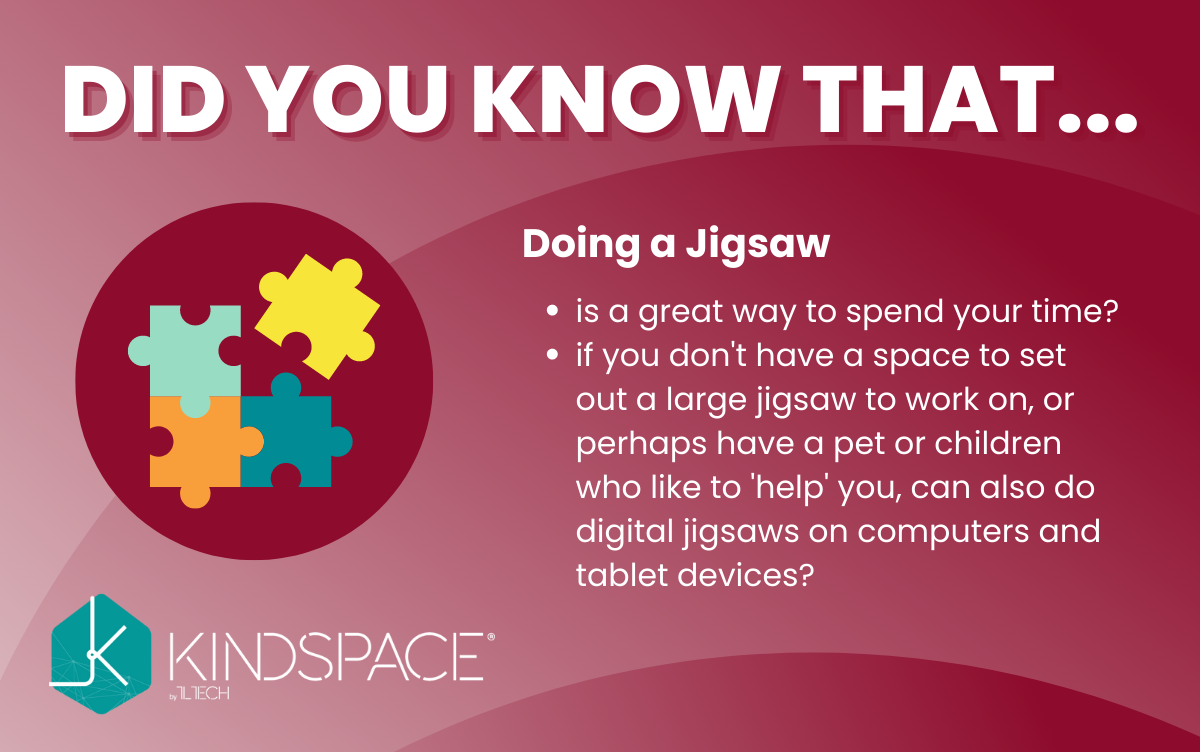 DID YOU KNOW THAT...
Doing a Jigsaw
• is a great way to spend your time?
• if you don't have a space to set
out a large jigsaw to work on, or
perhaps have a pet or children
who like to 'help' you, can also do
digital jigsaws on computers and
tablet devices?
KINDSPACE®
by JLTECH